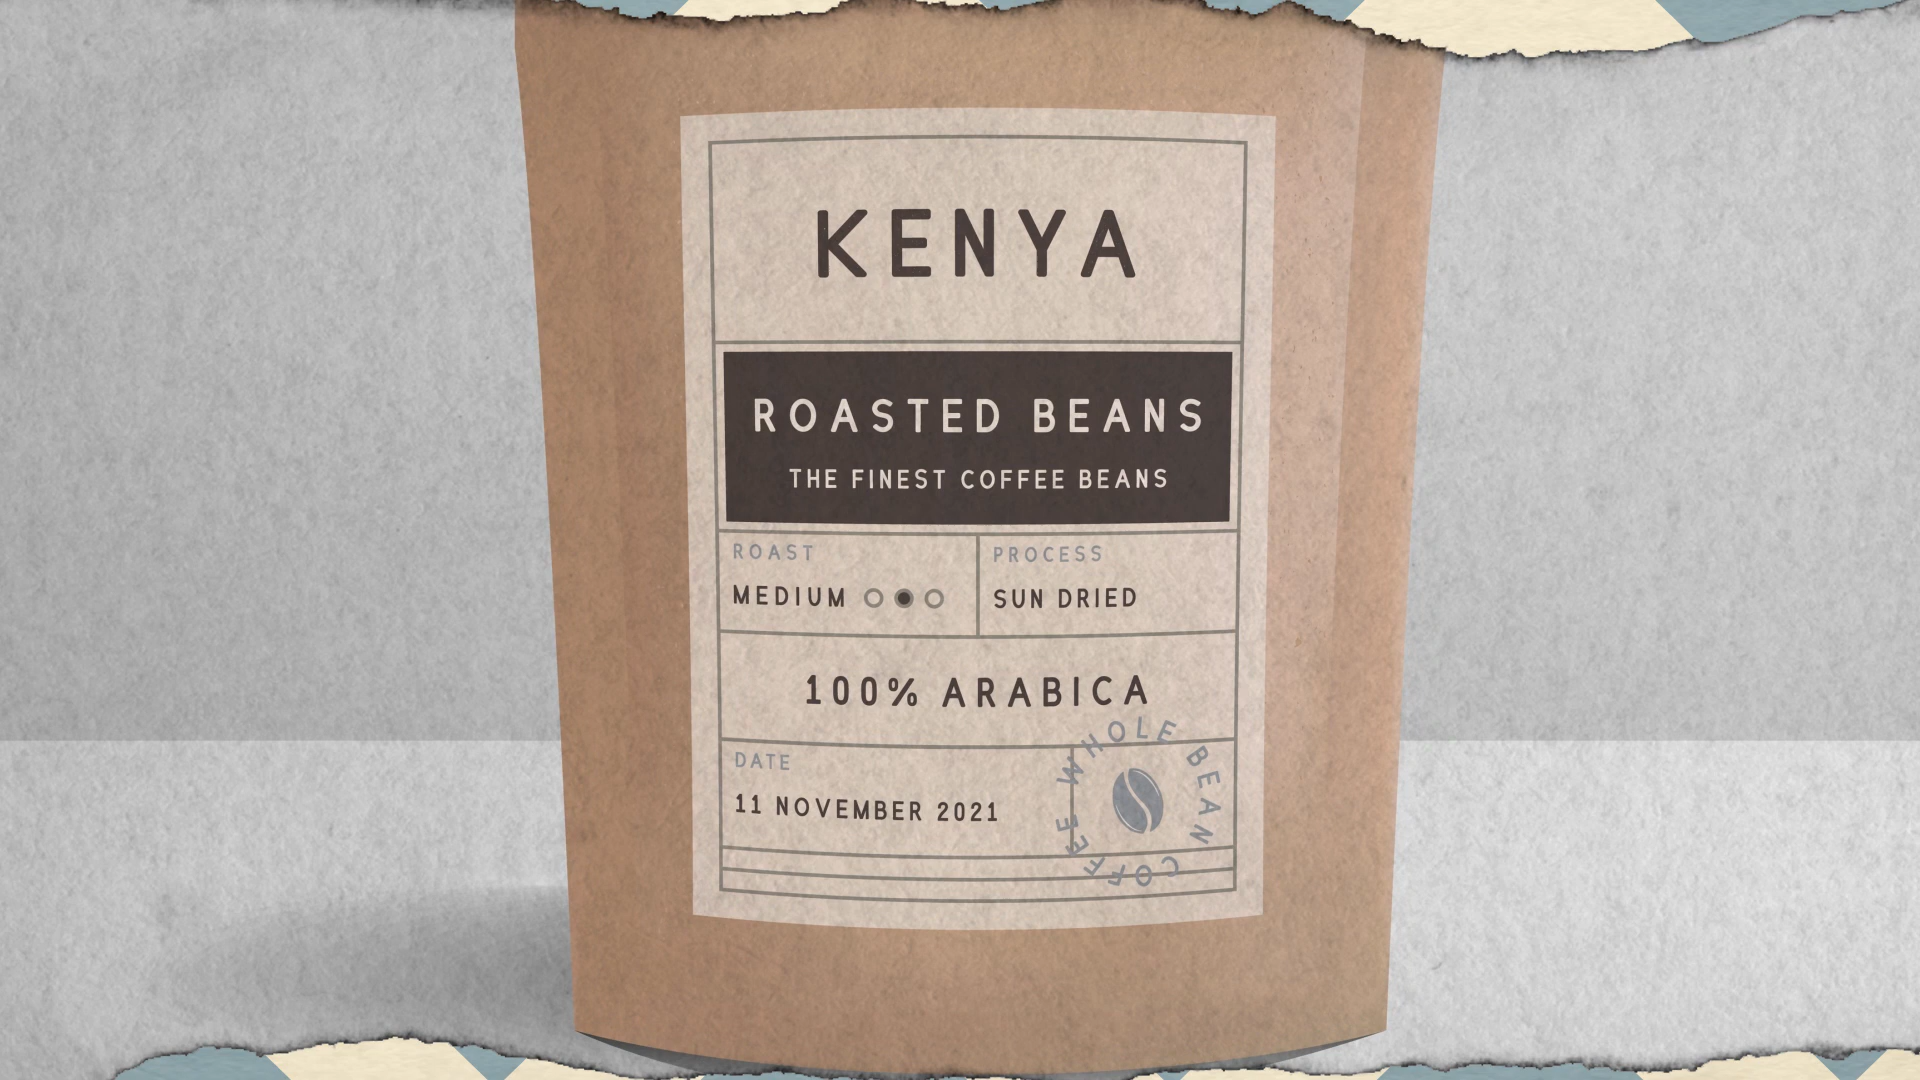 KENYA
ROASTED BEANS
THE FINEST COFFEE BEANS
ROAST
MEDIUM
PROCESS
SUN DRIED
100% ARABICA
DATE
11 NOVEMBER 2021
WHOLE BEAN COFFEE